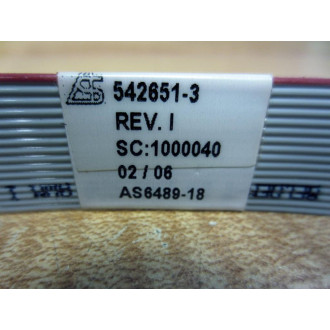 542651-3
REV. I
SC:1000040
02 / 06
AS6489-18